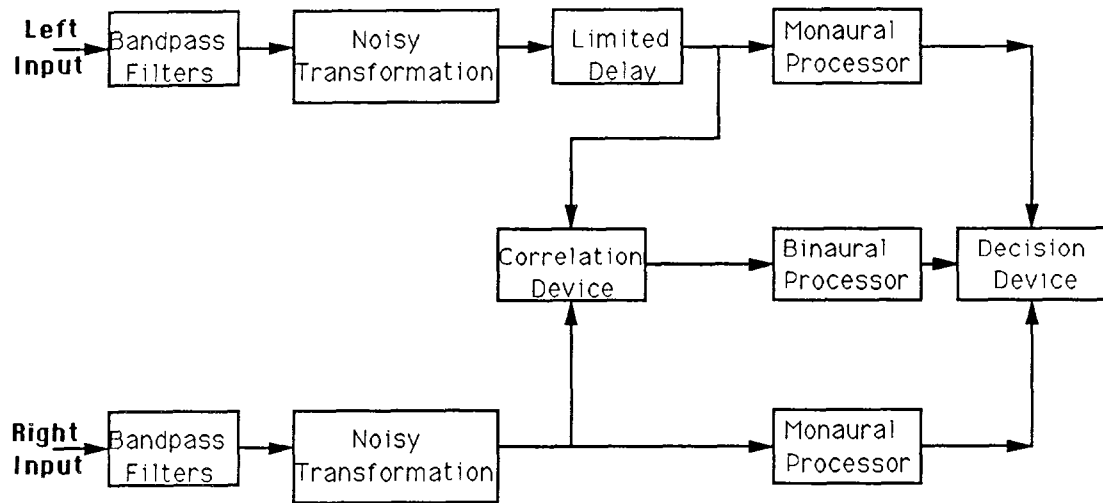 Left
Input
Bandpass
Filters
Noisy
Transformation
Limited
Delay
Monaural
Processor
Correlation
Device
Binaural
Processor
Decision
Device
Right
Input
Bandpass
Filters
Noisy
Transformation
Monaural
Processor